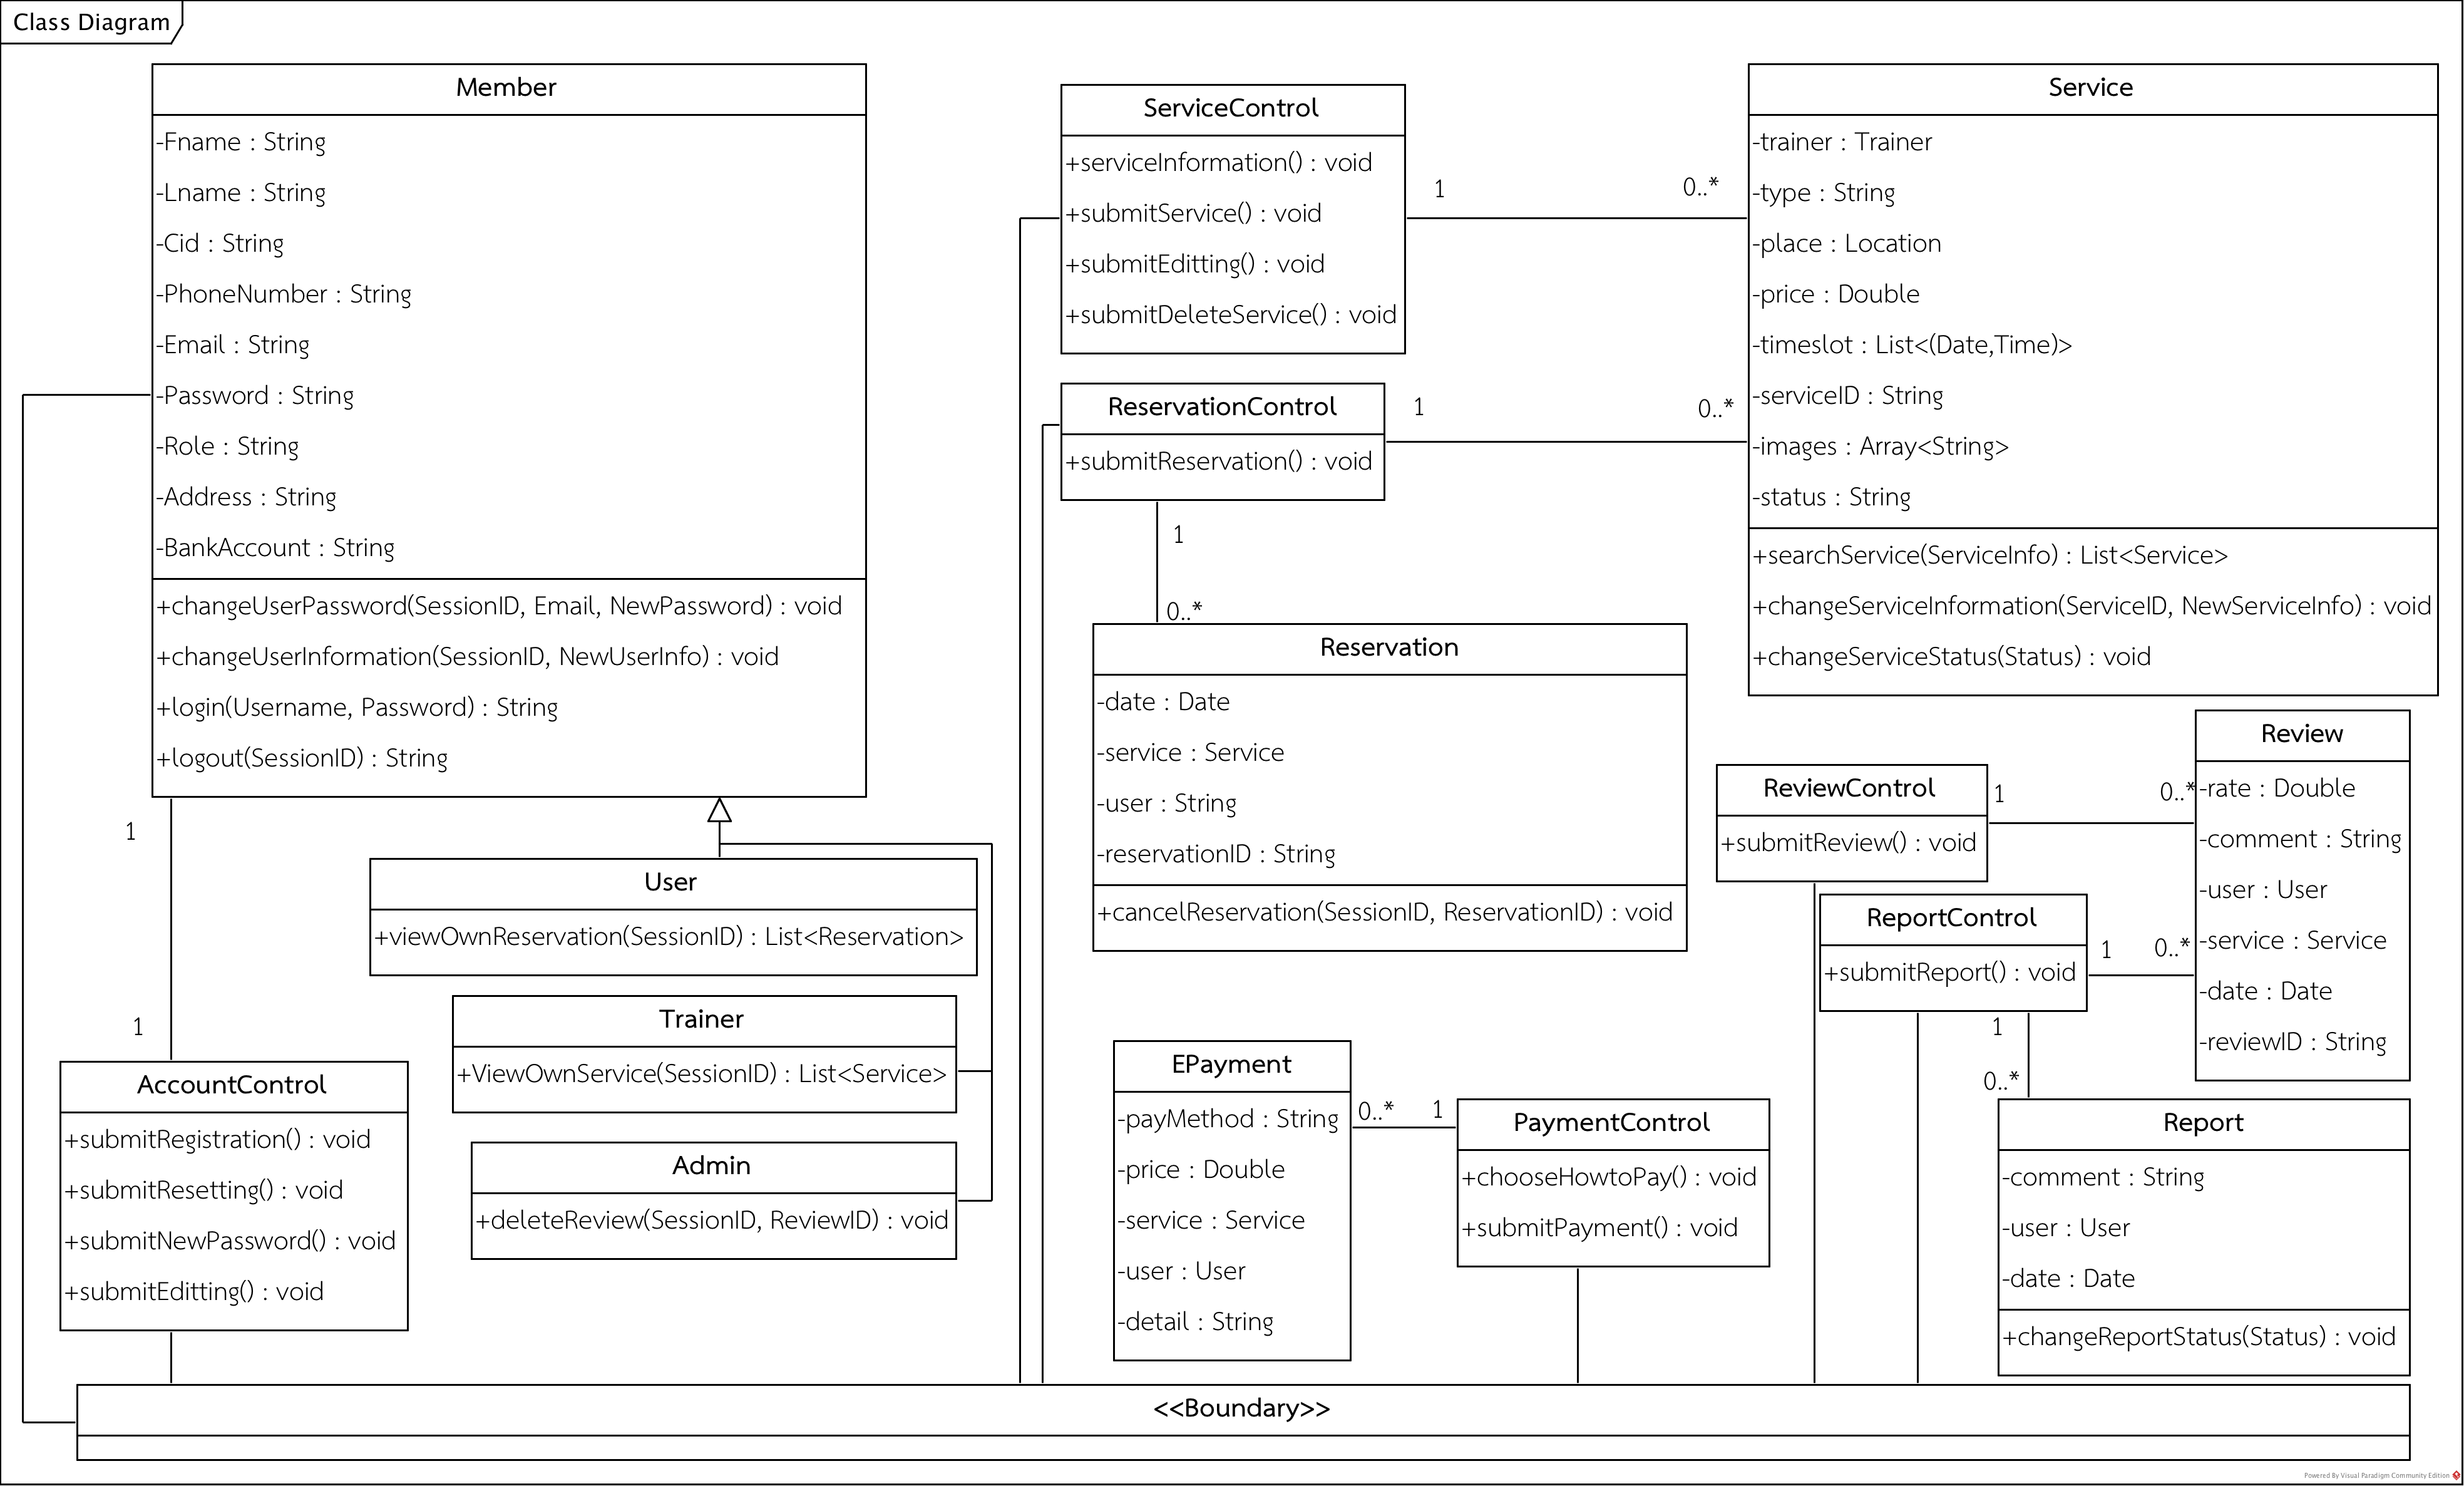 Class Diagram
Member
-Fname : String
-Lname : String
-Cid : String
-PhoneNumber : String
-Email : String
-Password : String
-Role : String
-Address : String
-BankAccount : String
+changeUserPassword(SessionID, Email, NewPassword) : void
+changeUserInformation(SessionID, NewUserInfo) : void
+login(Username, Password) : String
+logout(SessionID) : String
1
1
User
+viewOwnReservation(SessionID) : List<Reservation>
Trainer
+ViewOwnService(SessionID) : List<Service>
Admin
+deleteReview(SessionID, ReviewID) : void
AccountControl
+submitRegistration() : void
+submitResetting() : void
+submitNewPassword() : void
+submitEditting() : void
ServiceControl
+serviceInformation() : void
+submitService() : void
+submitEditting() : void
+submitDeleteService() : void
1
0..*
ReservationControl
+submitReservation() : void
1
0..*
1
0..*
Service
-trainer : Trainer
-type : String
-place : Location
-price : Double
-timeslot : List<(Date,Time)>
-serviceID : String
-images : Array<String>
-status : String
+searchService(ServiceInfo) : List<Service>
+changeServiceInformation(ServiceID, NewServiceInfo) : void
+changeServiceStatus(Status) : void
Reservation
-date : Date
-service : Service
-user : String
-reservationID : String
+cancelReservation(SessionID, ReservationID) : void
ReviewControl
+submitReview() : void
1
0..*
Review
-rate : Double
-comment : String
-user : User
-service : Service
-date : Date
-reviewID : String
ReportControl
+submitReport() : void
1
0..*
1
0..*
EPayment
-payMethod : String
-price : Double
-service : Service
-user : User
-detail : String
0..*
1
PaymentControl
+chooseHowtoPay() : void
+submitPayment() : void
Report
-comment : String
-user : User
-date : Date
+changeReportStatus(Status) : void
<<Boundary>>
Powered By Visual Paradigm Community Edition